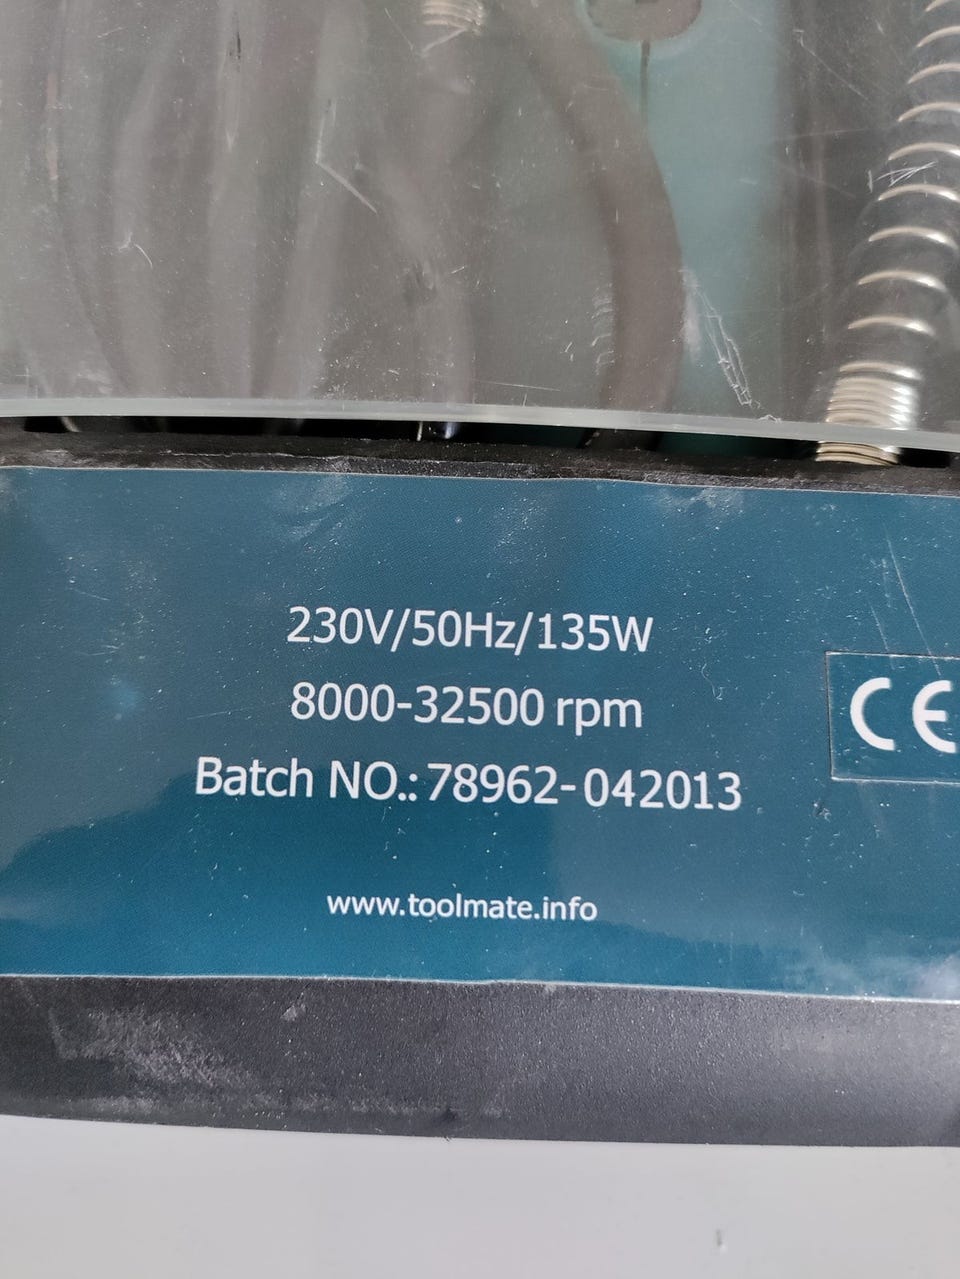 230V/50Hz/135W
8000-32500 rpm
CE
Batch NO.: 78962-042013
www.toolmate.info